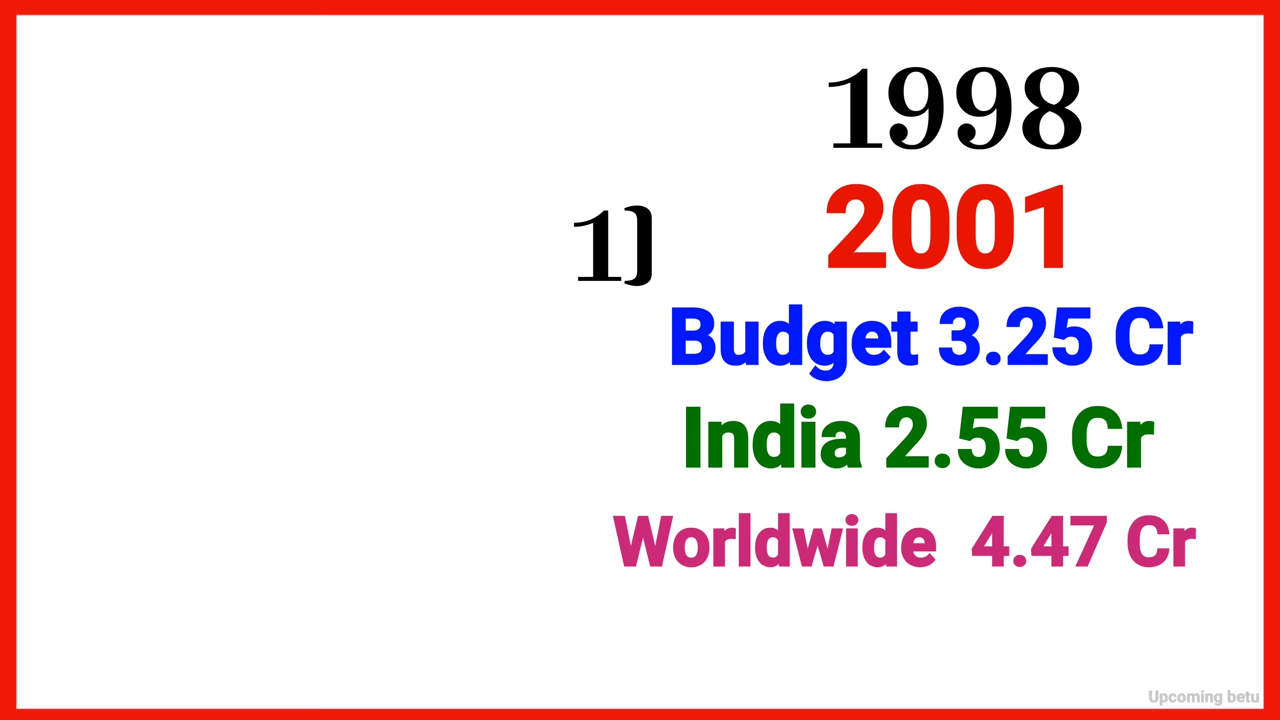 1998
1)
2001
Budget 3.25 Cr
India 2.55 Cr
Worldwide 4.47 Cr
Upcoming betu